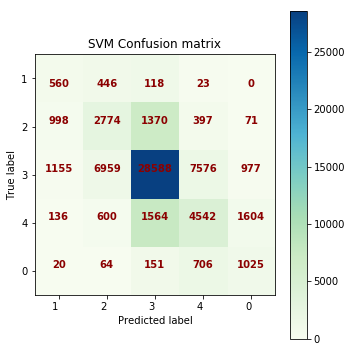 SVM Confusion matrix
True label
1 560 446 118 23 0
2 998 2774 1370 397 71
3 1155 6959 28588 7576 977
4 136 600 1564 4542 1604
0 20 64 151 706 1025
1 2 3 4 0
Predicted label
25000
20000
15000
10000
5000
0